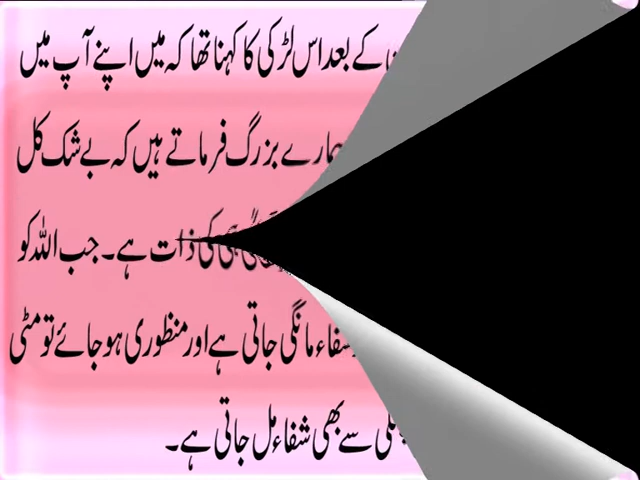 کے بعد اس لڑکی کا کہنا تھا کہ میں اپنے آپ میں
بزرگ فرماتے ہیں کہ بے شک کل
ہی کی ذات ہے۔ جب اللہ کو
شفاء مانگی جاتی ہے اور منظوری ہو جائے تو مٹی
سے بھی شفاء مل جاتی ہے۔